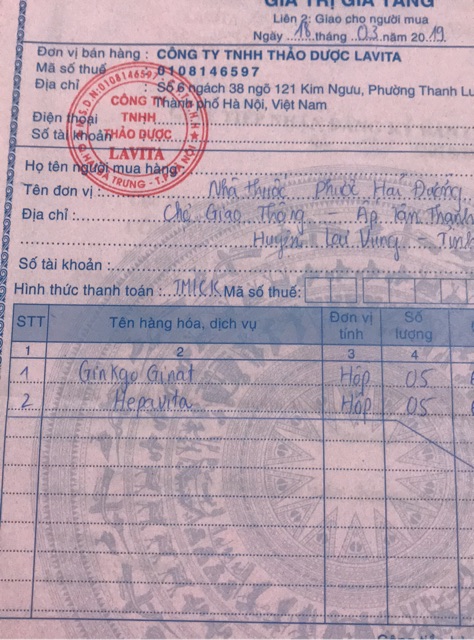 GIÁ TRỊ GIA TĂNG
Liên 2: Giao cho người mua
Ngày 18 tháng 03 năm 2019
Đơn vị bán hàng : CÔNG TY TNHH THẢO DƯỢC LAVITA
Mã số thuế 0108146597
Địa chỉ Số 6 ngách 38 ngõ 121 Kim Ngưu, Phường Thanh
Thành phố Hà Nội, Việt Nam
Điện thoại
Số tài khoản
M.S.D.N:0108146597
CÔNG TY
TNHH
THẢO DƯỢC
LAVITA
Họ tên người mua hàng
Tên đơn vị : Nhà thuốc Phước Hải Đường
Địa chỉ : Chợ Giao Thông - Ấp Tân Thạnh
Huyện Lai Vung - Tỉnh
Số tài khoản :
Hình thức thanh toán : TM/CK Mã số thuế:
STT Tên hàng hóa, dịch vụ Đơn vị tính Số lượng
1 2 3 4
1 Ginkgo Ginat Hộp 05
2 Hepavita Hộp 05